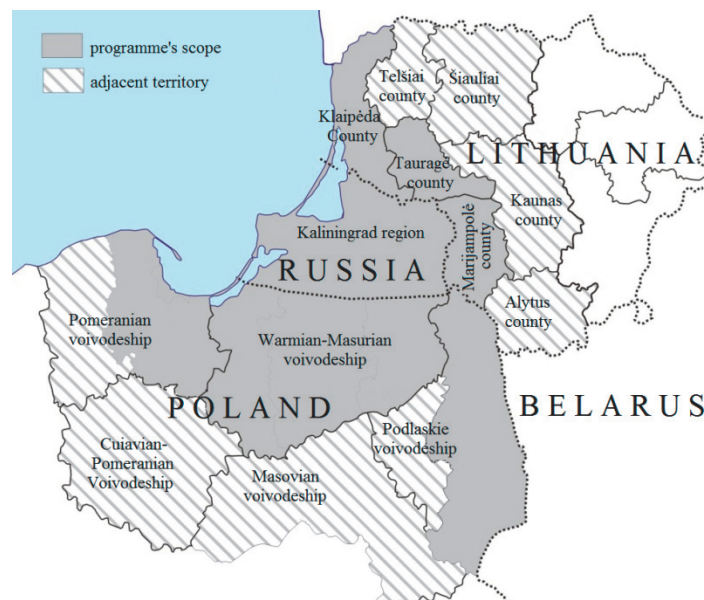 programme's scope
adjacent territory
Telšiai
county
Šiauliai
county
Klaipėda
County
Tauragė
county
LITHUANIA
Kaunas
county
Kaliningrad region
Marijampolė
county
RUSSIA
Alytus
county
Pomeranian
voivodeship
Warmian-Masurian
voivodeship
POLAND
BELARUS
Cuiavian-
Pomeranian
Voivodeship
Podlaskie
voivodeship
Masovian
voivodeship